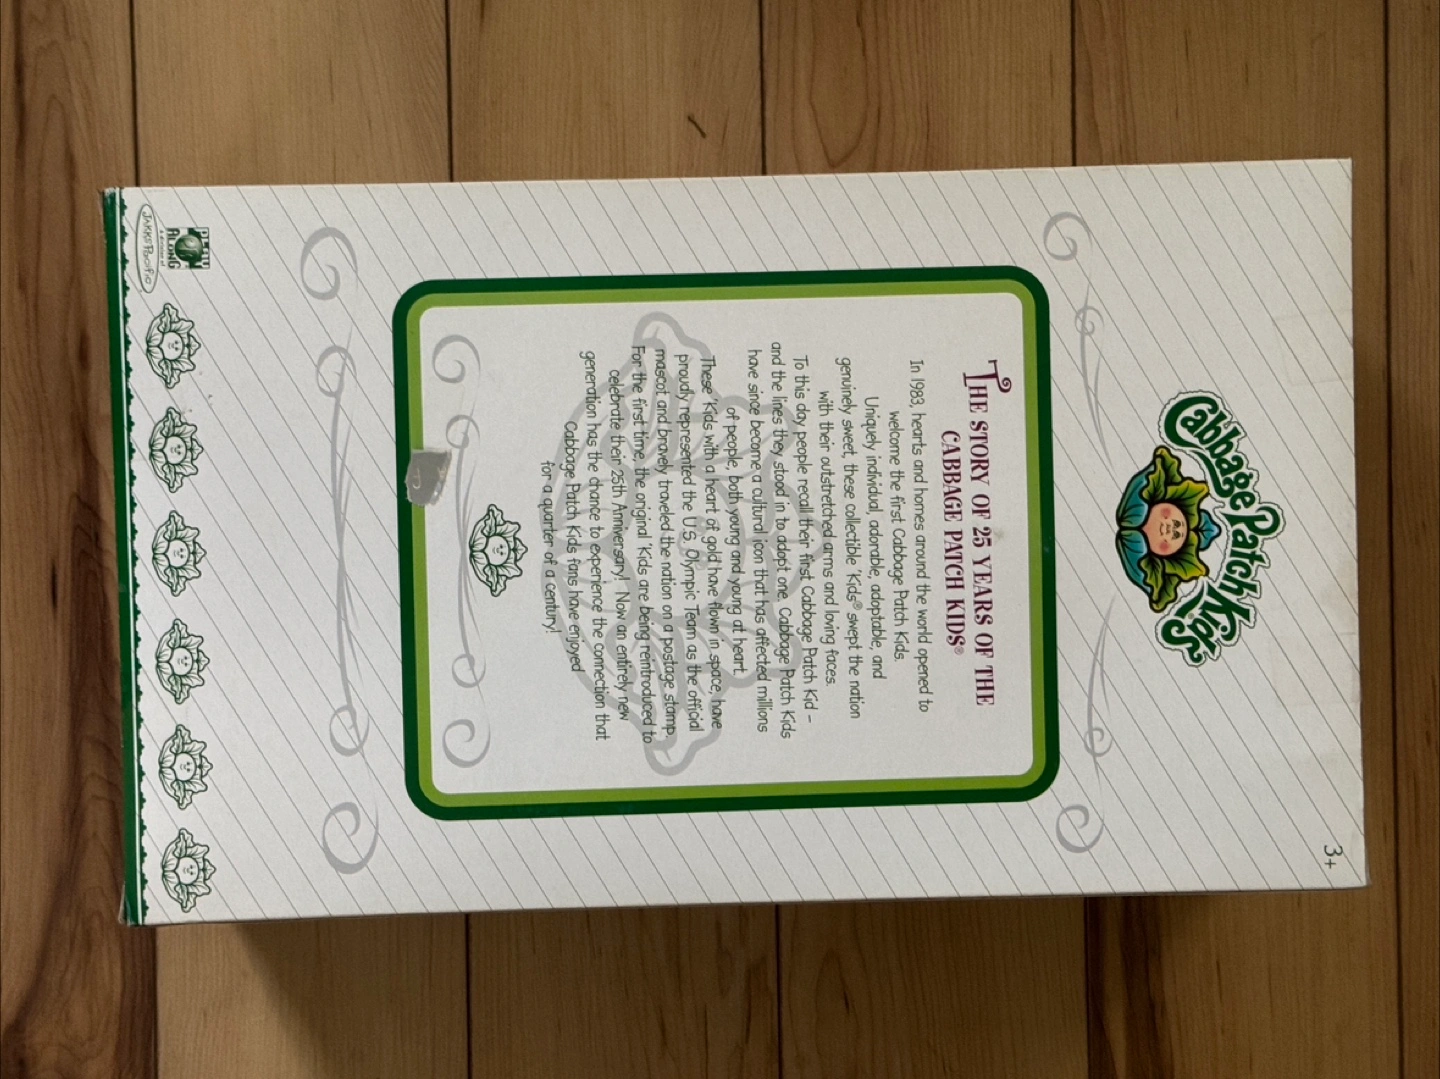 Cabbage Patch Kids
3+
THE STORY OF 25 YEARS OF THE
CABBAGE PATCH KIDS®
In 1983, hearts and homes around the world opened to
welcome the first Cabbage Patch Kids.
Uniquely individual, adorable, adoptable, and
genuinely sweet, these collectible 'Kids® swept the nation
with their outstretched arms and loving faces.
To this day people recall their first Cabbage Patch Kid –
and the lines they stood in to adopt one. Cabbage Patch Kids
have since become a cultural icon that has affected millions
of people, both young and young at heart.
These 'Kids with a heart of gold have flown in space, have
proudly represented the U.S. Olympic Team as the official
mascot and bravely traveled the nation on a postage stamp.
For the first time, the original 'Kids are being reintroduced to
celebrate their 25th Anniversary! Now an entirely new
generation has the chance to experience the connection that
Cabbage Patch Kids fans have enjoyed
for a quarter of a century!
PLAY
ALONG
a division of
JAKKS Pacific